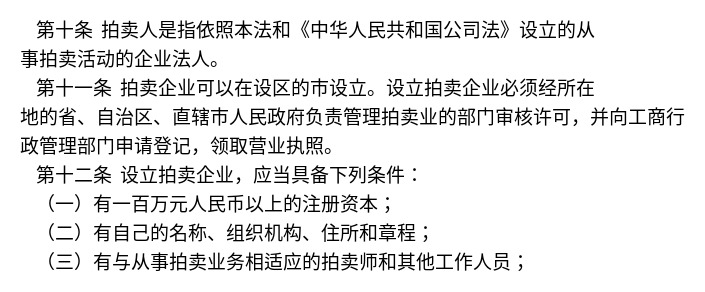 第十条 拍卖人是指依照本法和《中华人民共和国公司法》设立的从
事拍卖活动的企业法人。
第十一条 拍卖企业可以在设区的市设立。设立拍卖企业必须经所在
地的省、自治区、直辖市人民政府负责管理拍卖业的部门审核许可，并向工商行
政管理部门申请登记，领取营业执照。
第十二条 设立拍卖企业，应当具备下列条件：
（一）有一百万元人民币以上的注册资本；
（二）有自己的名称、组织机构、住所和章程；
（三）有与从事拍卖业务相适应的拍卖师和其他工作人员；